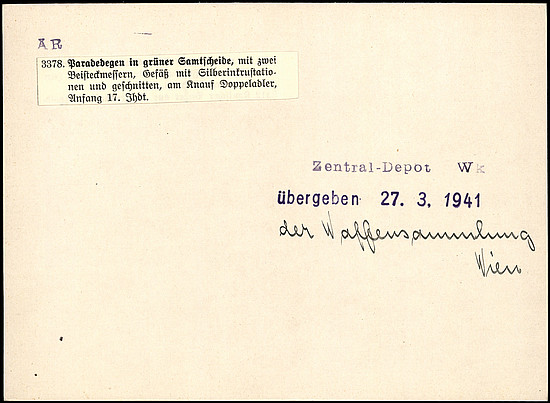 AR
3378. Paradedegen in grüner Samtscheide, mit zwei
Beisteckmessern, Gefäß mit Silberinkrustatio-
nen und geschnitten, am Knauf Doppeladler,
Anfang 17. Jhdt.
Zentral-Depot Wk
übergeben 27. 3. 1941
der Waffensammlung
Wien